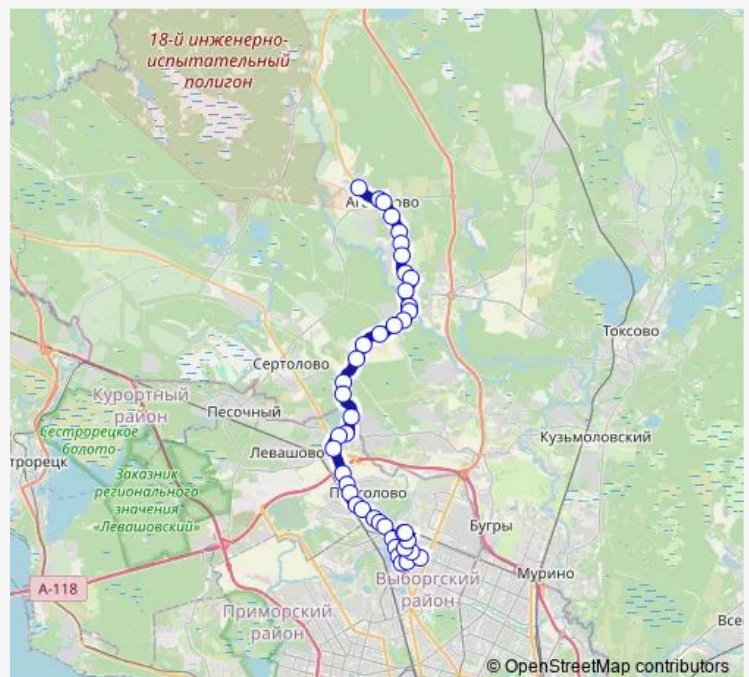 18-й инженерно-
испытательный
полигон
Токсово
Сертолово
Курортный
район
Песочный
Сестрорецкое
болото
Левашово
Кузьмоловский
трорецк
Заказник
регионального
значения
«Левашовский»
Бугры
А-118
Выборгский
район
Мурино
Приморский
район
Все
© OpenStreetMap contributors